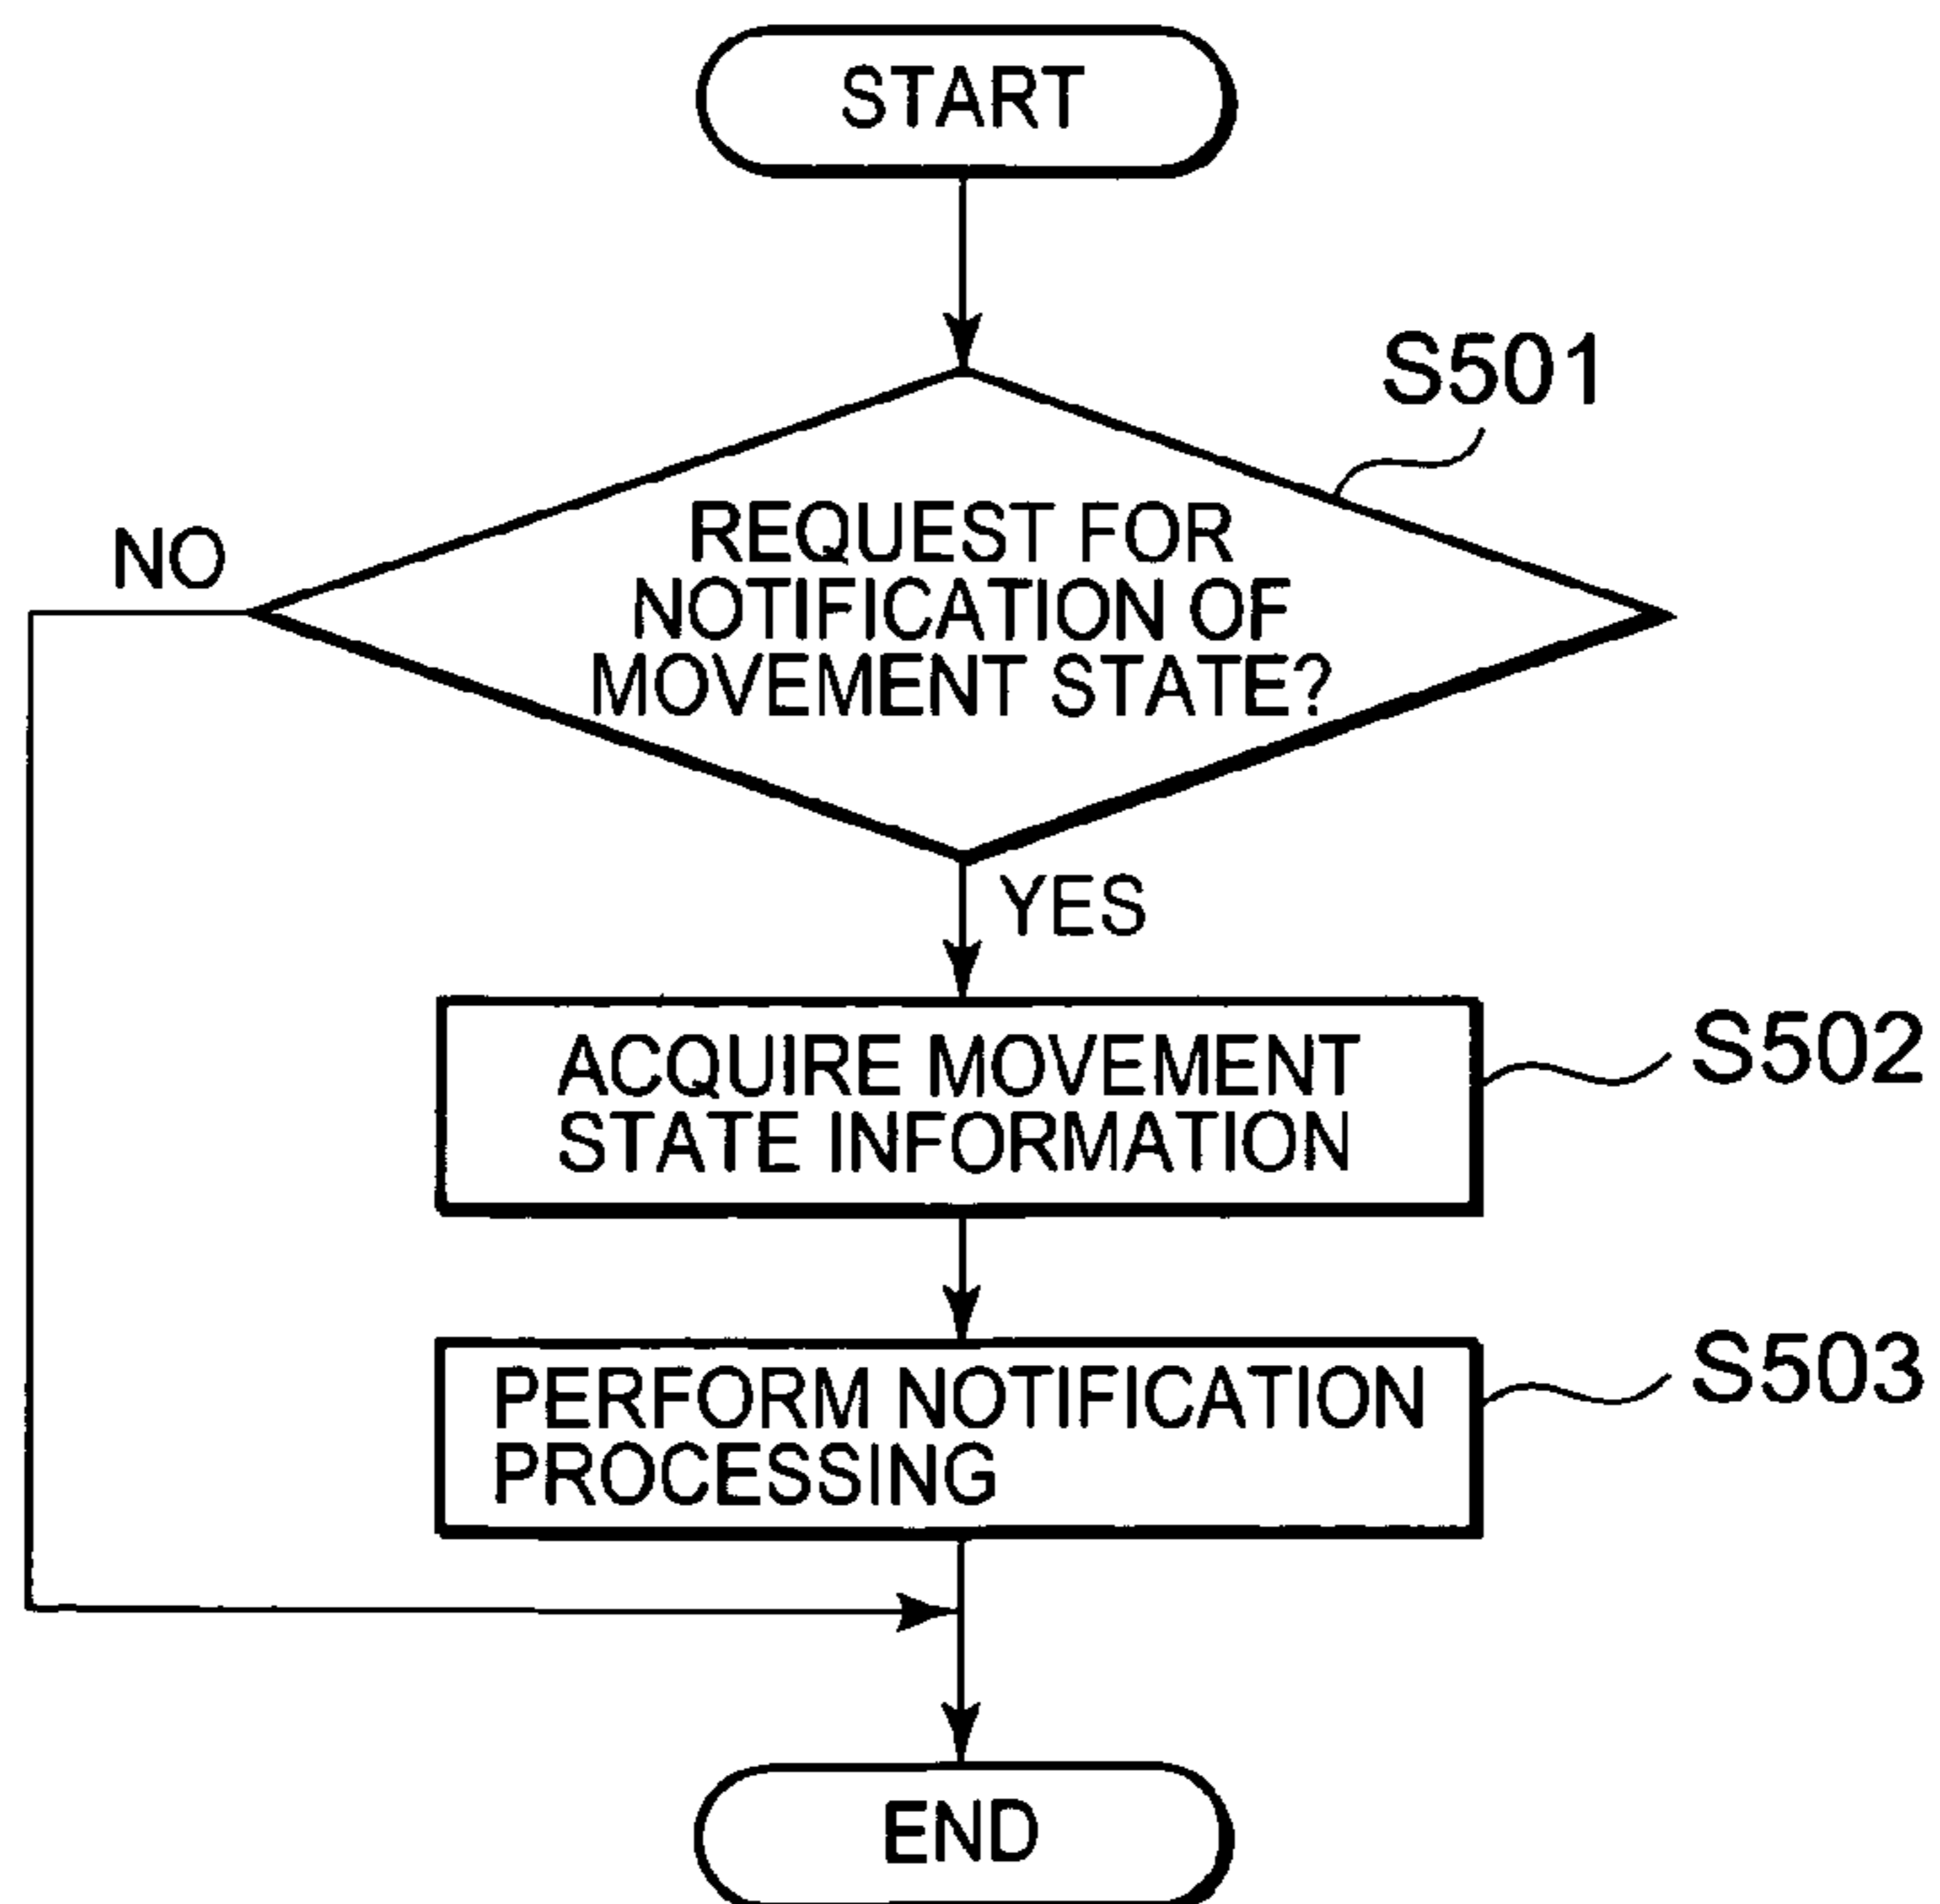 START
S501
REQUEST FOR
NOTIFICATION OF
MOVEMENT STATE?
NO
YES
ACQUIRE MOVEMENT
STATE INFORMATION
S502
PERFORM NOTIFICATION
PROCESSING
S503
END